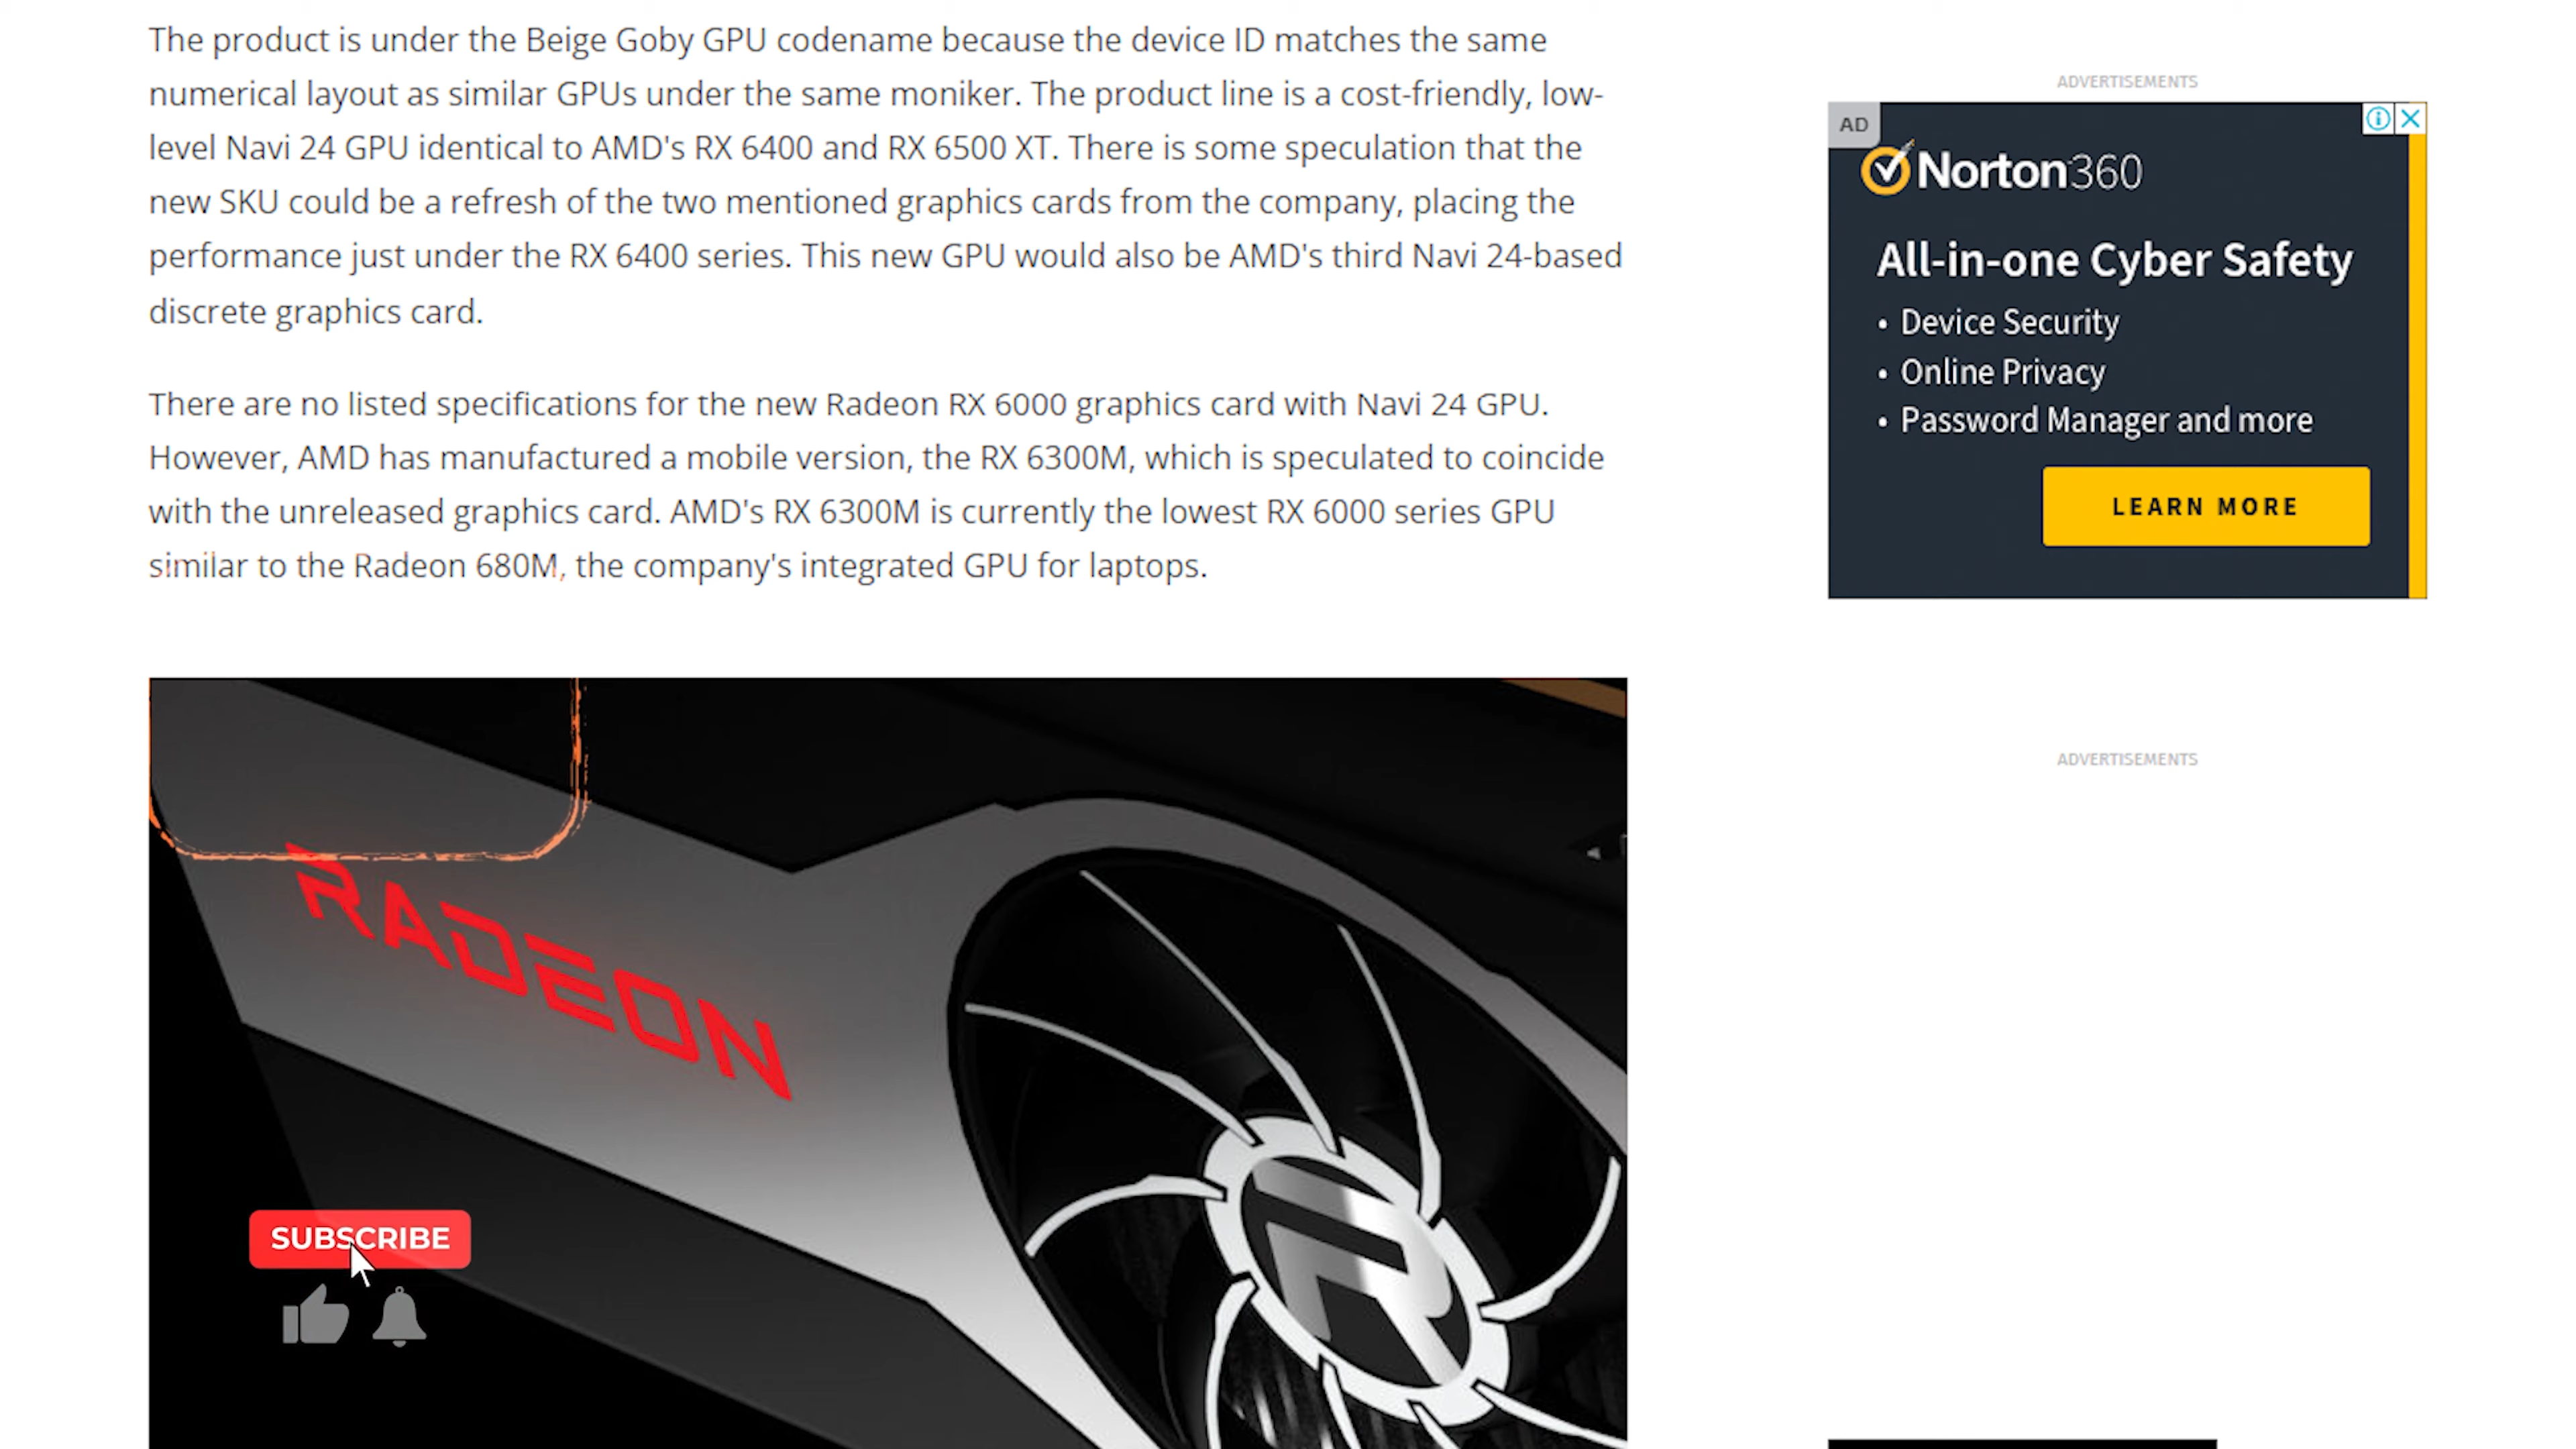 The product is under the Beige Goby GPU codename because the device ID matches the same
numerical layout as similar GPUs under the same moniker. The product line is a cost-friendly, low-
level Navi 24 GPU identical to AMD's RX 6400 and RX 6500 XT. There is some speculation that the
new SKU could be a refresh of the two mentioned graphics cards from the company, placing the
performance just under the RX 6400 series. This new GPU would also be AMD's third Navi 24-based
discrete graphics card.
There are no listed specifications for the new Radeon RX 6000 graphics card with Navi 24 GPU.
However, AMD has manufactured a mobile version, the RX 6300M, which is speculated to coincide
with the unreleased graphics card. AMD's RX 6300M is currently the lowest RX 6000 series GPU
similar to the Radeon 680M, the company's integrated GPU for laptops.
RADEON
R
SUBSCRIBE
ADVERTISEMENTS
AD
Norton 360
All-in-one Cyber Safety
• Device Security
• Online Privacy
• Password Manager and more
LEARN MORE
ADVERTISEMENTS